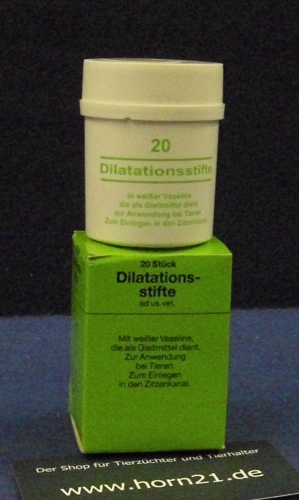 20
Dilatationsstifte
in weißer Vaseline
die als Gleitmittel dient
zur Anwendung bei Tieren
Zum Einlegen in den Zitzenkanal
20 Stück
Dilatations-
stifte
ad us. vet.
Mit weißer Vaseline,
die als Gleitmittel dient.
Zur Anwendung
bei Tieren.
Zum Einlegen
in den Zitzenkanal.
Der Shop für Tierzüchter und Tierhalter
www.horn21.de